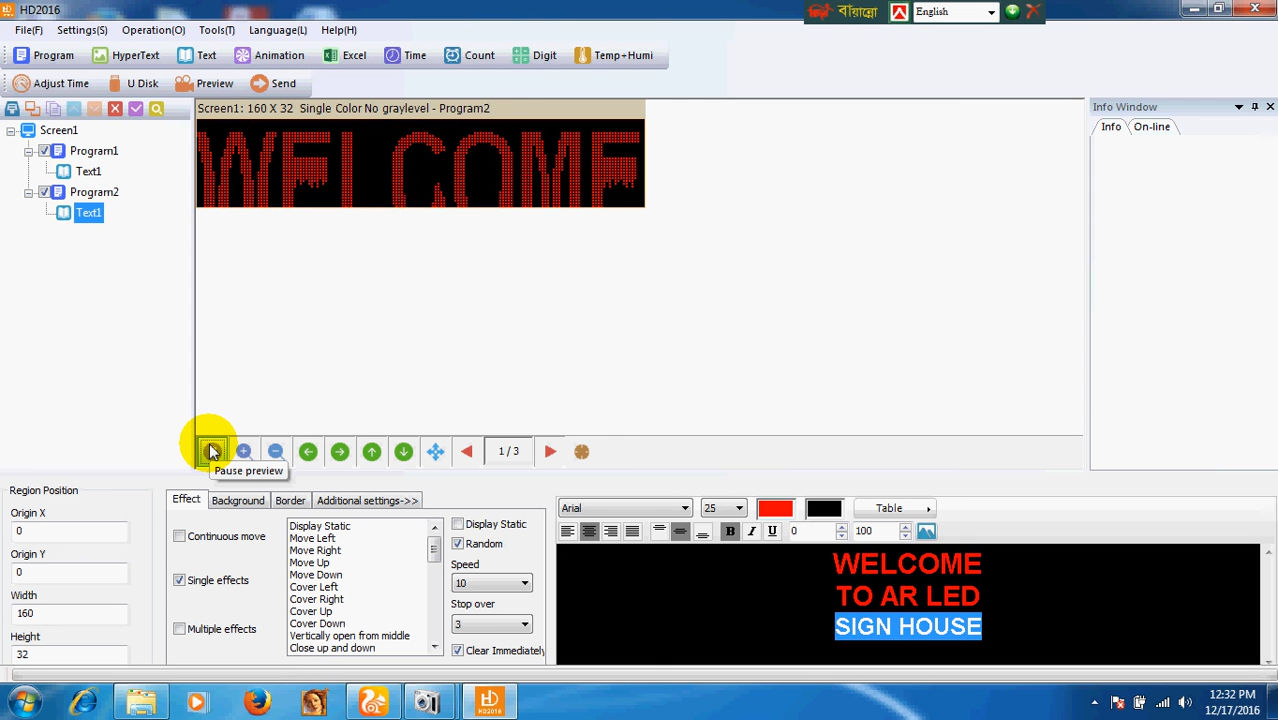 HD2016
বায়ান্নো
English
File(F) Settings(S) Operation(O) Tools(T) Language(L) Help(H)
Program HyperText Text Animation Excel Time Count Digit Temp+Humi
Adjust Time U Disk Preview Send
Screen1: 160 X 32 Single Color No graylevel - Program2
Info Window
Info On-line
Screen1
Program1
Text1
Program2
Text1
WELCOME
1 / 3
Pause preview
Region Position
Origin X
0
Origin Y
0
Width
160
Height
32
Effect Background Border Additional settings->>
Continuous move
Single effects
Multiple effects
Display Static
Move Left
Move Right
Move Up
Move Down
Cover Left
Cover Right
Cover Up
Cover Down
Vertically open from middle
Close up and down
Display Static
Random
Speed
10
Stop over
3
Clear Immediately
Arial 25 Table
B I U 0 100
WELCOME
TO AR LED
SIGN HOUSE
HD2016
12:32 PM
12/17/2016